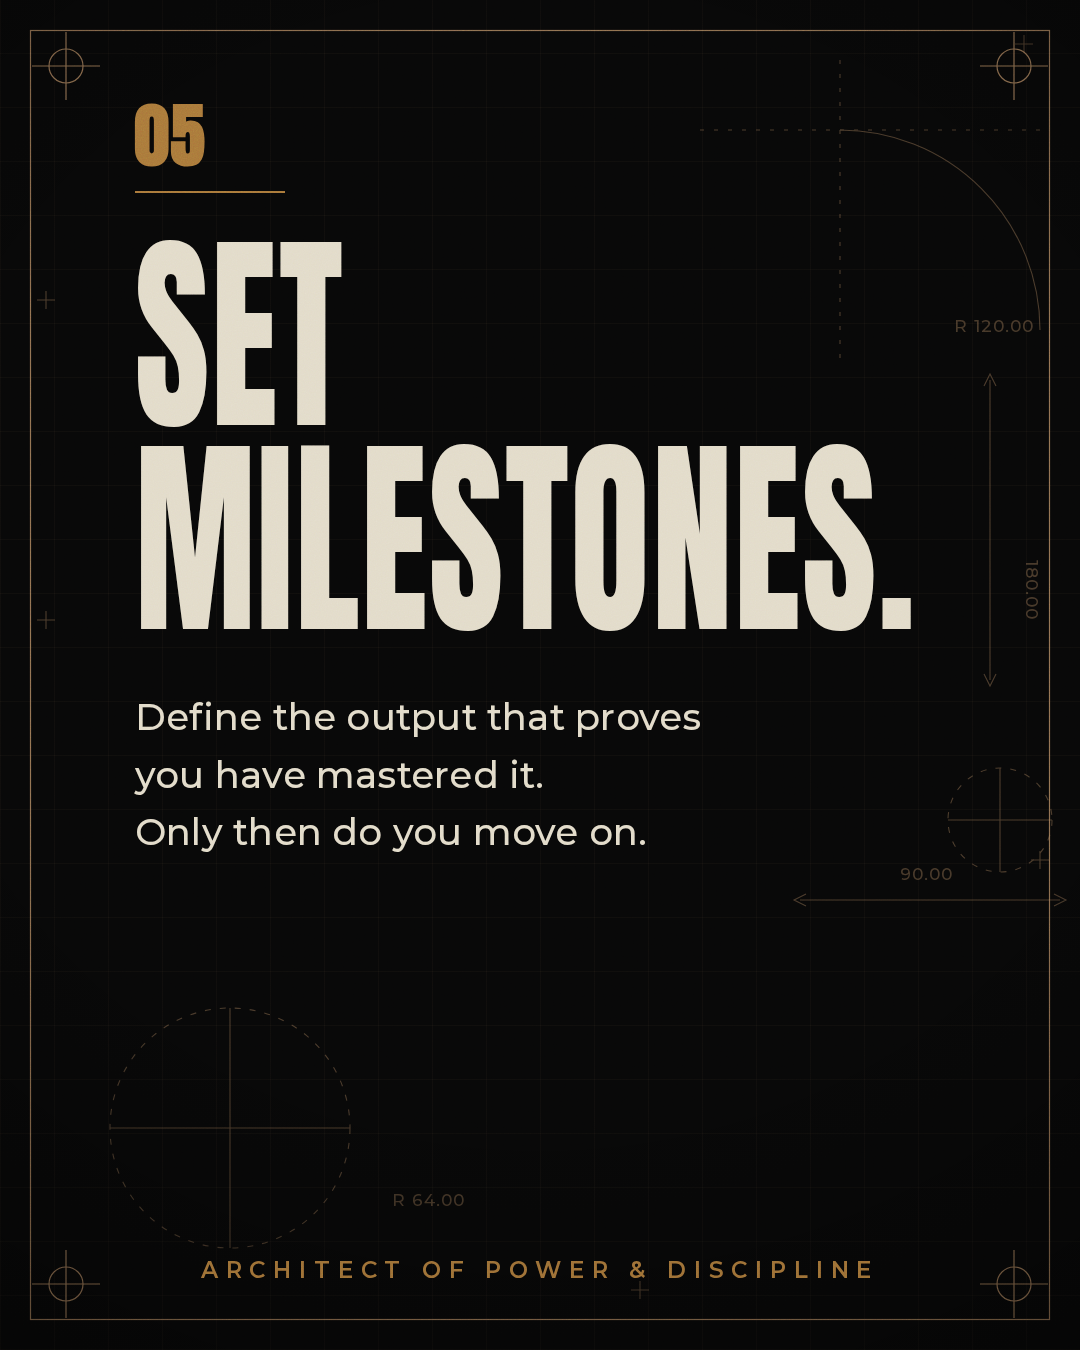 05
SET
MILESTONES.
R 120.00
180.00
Define the output that proves
you have mastered it.
Only then do you move on.
90.00
R 64.00
ARCHITECT OF POWER & DISCIPLINE